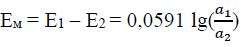 Eм = E1 – E2 = 0,0591 lg(a₁/a₂)